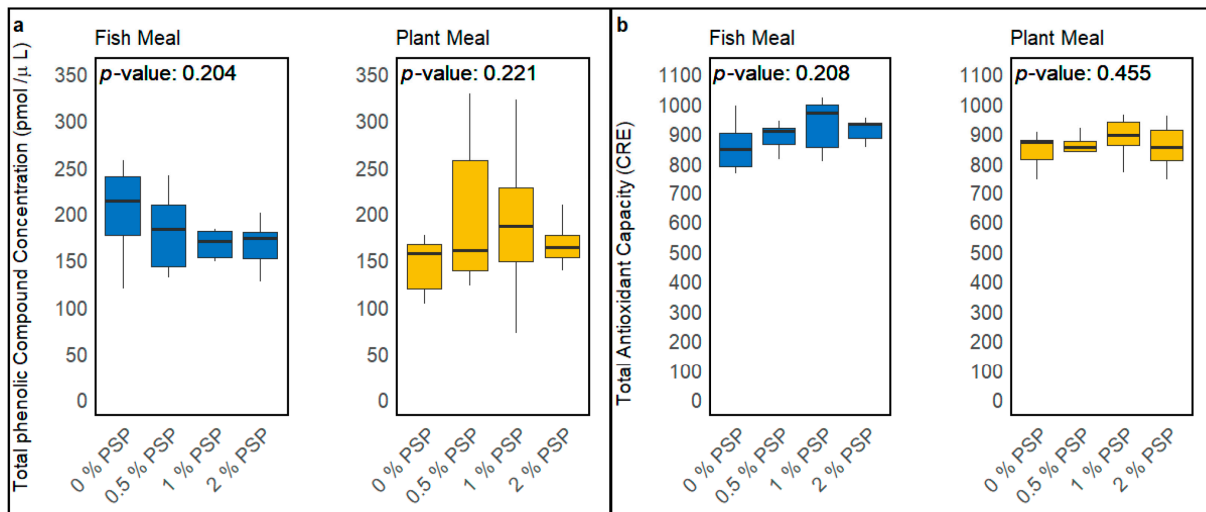 a
Total phenolic Compound Concentration (pmol /μ L)
Fish Meal
p-value: 0.204
350
300
250
200
150
100
50
0
0 % PSP
0.5 % PSP
1 % PSP
2 % PSP
Plant Meal
p-value: 0.221
350
300
250
200
150
100
50
0
0 % PSP
0.5 % PSP
1 % PSP
2 % PSP
b
Total Antioxidant Capacity (CRE)
Fish Meal
p-value: 0.208
1100
1000
900
800
700
600
500
400
300
200
100
0
0 % PSP
0.5 % PSP
1 % PSP
2 % PSP
Plant Meal
p-value: 0.455
1100
1000
900
800
700
600
500
400
300
200
100
0
0 % PSP
0.5 % PSP
1 % PSP
2 % PSP